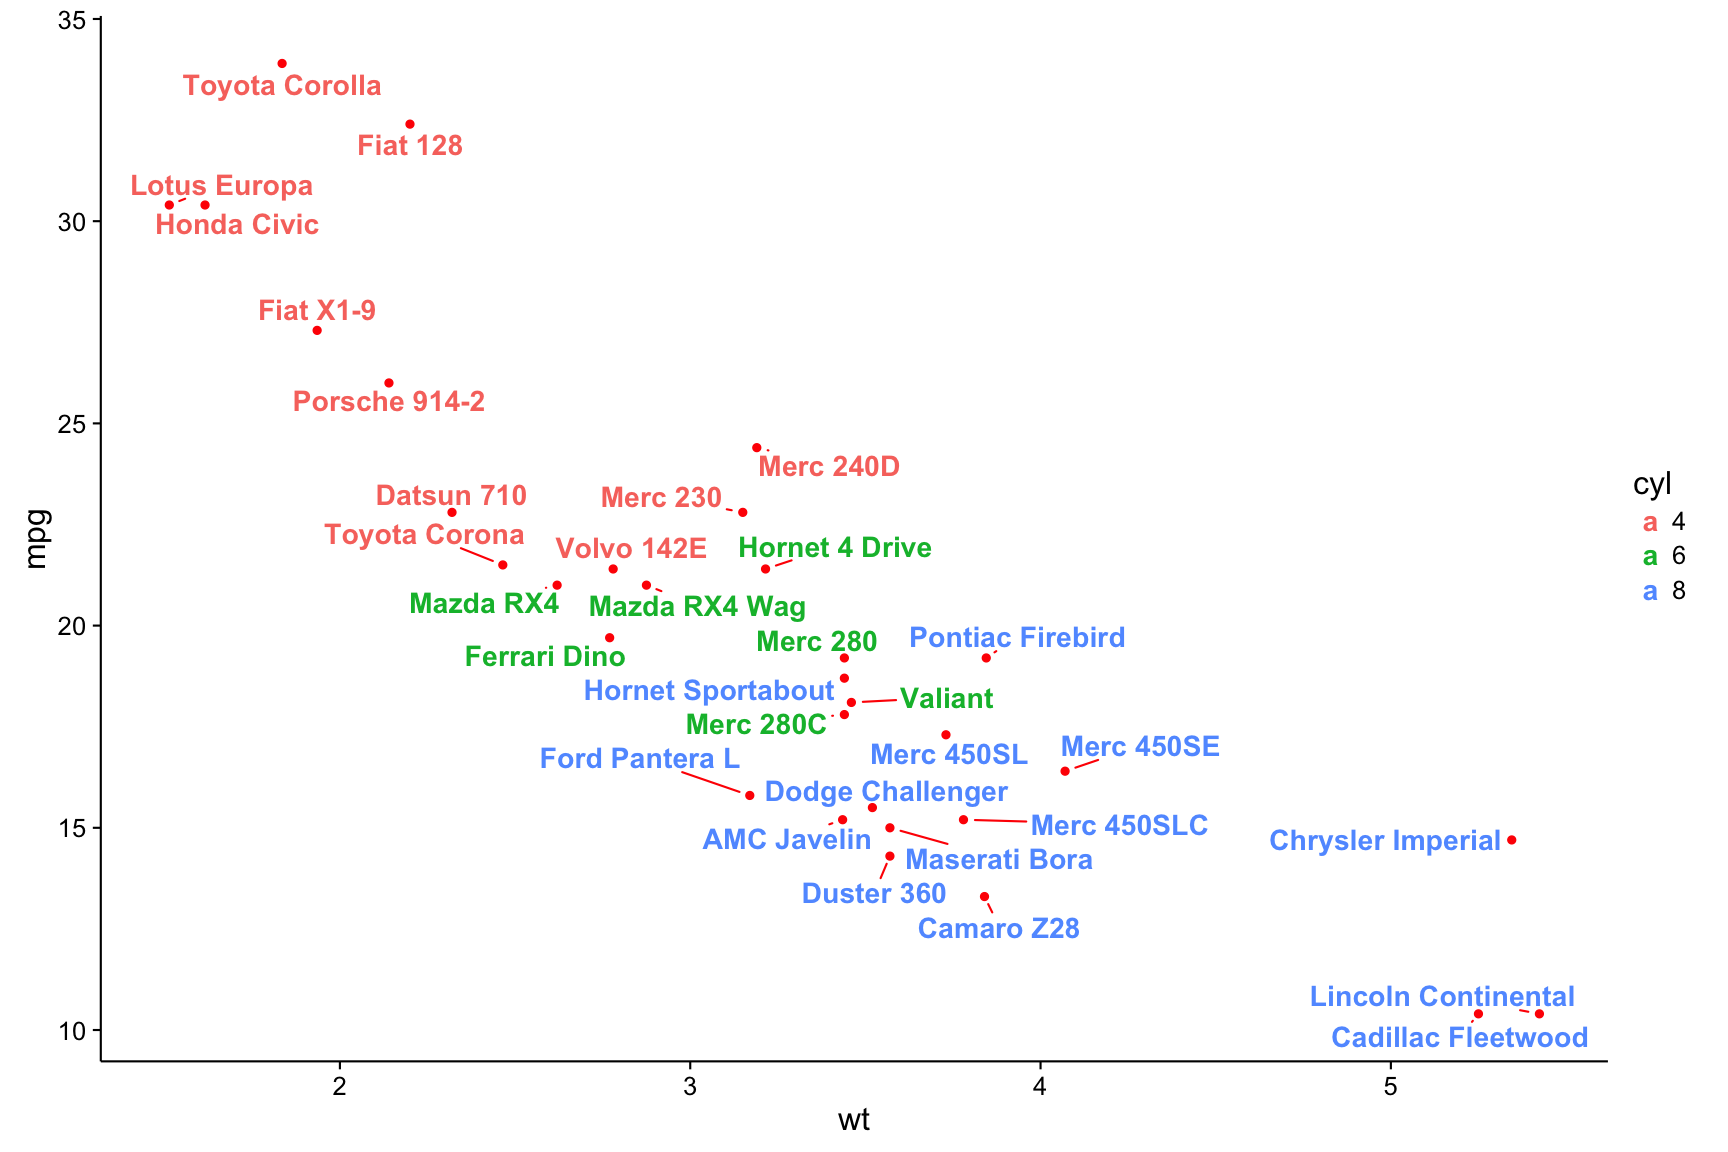 35
Toyota Corolla
Fiat 128
Lotus Europa
30
Honda Civic
Fiat X1-9
Porsche 914-2
25
Merc 240D
Datsun 710
Merc 230
Toyota Corona
Volvo 142E
Hornet 4 Drive
Mazda RX4
Mazda RX4 Wag
20
Ferrari Dino
Merc 280
Pontiac Firebird
Hornet Sportabout
Valiant
Merc 280C
Ford Pantera L
Merc 450SL
Merc 450SE
Dodge Challenger
15
AMC Javelin
Merc 450SLC
Maserati Bora
Chrysler Imperial
Duster 360
Camaro Z28
Lincoln Continental
10
Cadillac Fleetwood
2 3 4 5
wt
mpg
cyl
a 4
a 6
a 8